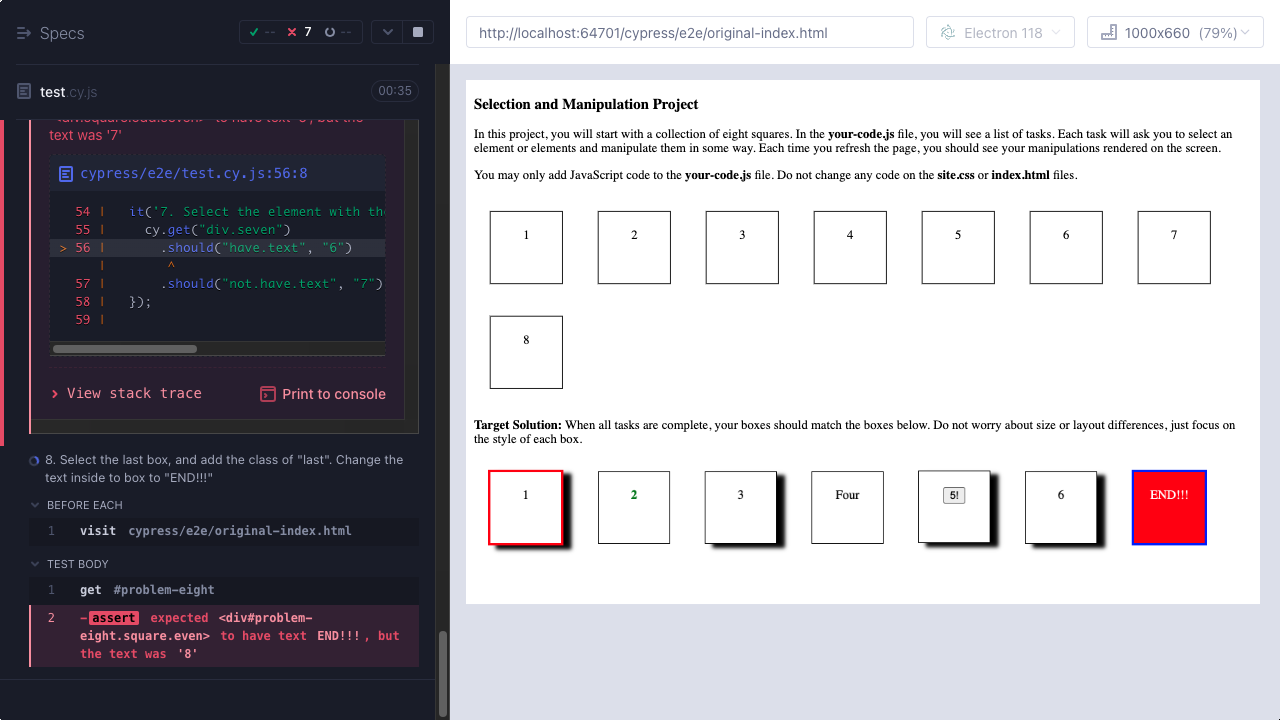 Specs
-- 7 --
test.cy.js
00:35
text was '7'
cypress/e2e/test.cy.js:56:8
54 | it('7. Select the element with the
55 | cy.get("div.seven")
> 56 | .should("have.text", "6")
| ^
57 | .should("not.have.text", "7")
58 | });
59 |
View stack trace
Print to console
8. Select the last box, and add the class of "last". Change the
text inside to box to "END!!!"
BEFORE EACH
1 visit cypress/e2e/original-index.html
TEST BODY
1 get #problem-eight
2 -assert expected <div#problem-
eight.square.even> to have text END!!!, but
the text was '8'
http://localhost:64701/cypress/e2e/original-index.html
Electron 118
1000x660 (79%)
Selection and Manipulation Project
In this project, you will start with a collection of eight squares. In the your-code.js file, you will see a list of tasks. Each task will ask you to select an
element or elements and manipulate them in some way. Each time you refresh the page, you should see your manipulations rendered on the screen.
You may only add JavaScript code to the your-code.js file. Do not change any code on the site.css or index.html files.
1 2 3 4 5 6 7
8
Target Solution: When all tasks are complete, your boxes should match the boxes below. Do not worry about size or layout differences, just focus on
the style of each box.
1 2 3 Four 5! 6 END!!!